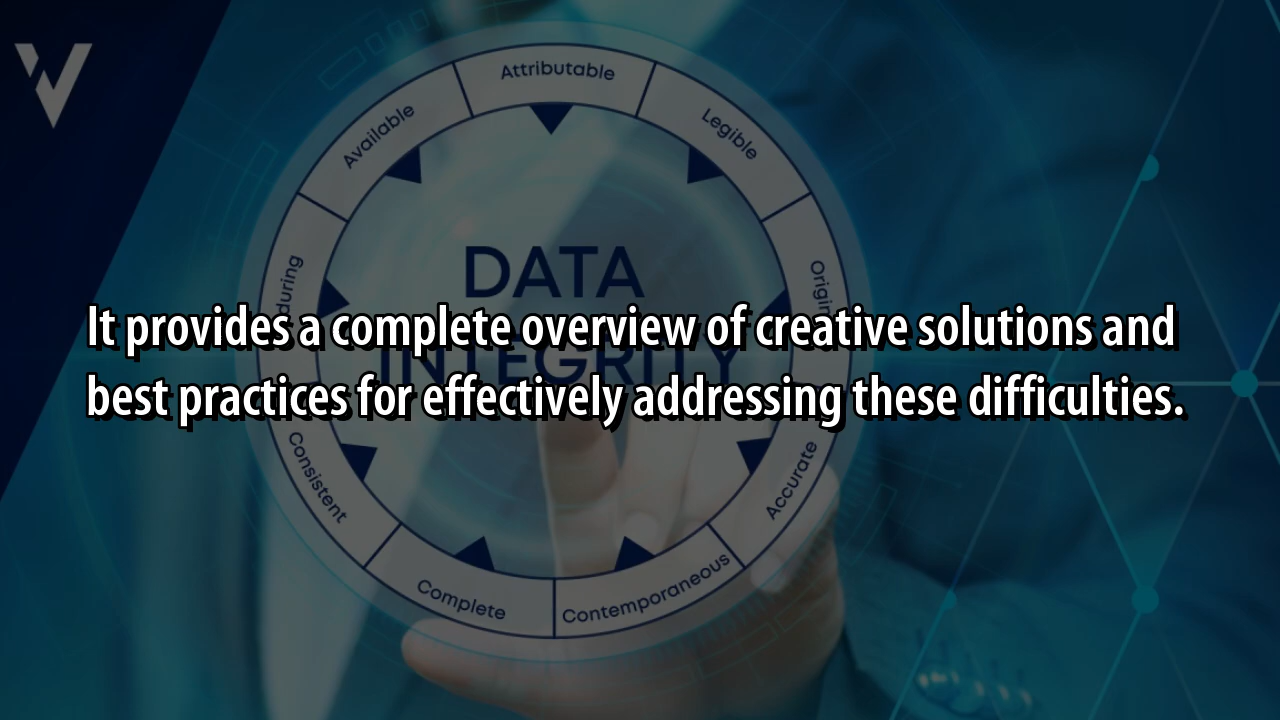 Attributable
Available
Legible
DATA
It provides a complete overview of creative solutions and
INTEGRITY
best practices for effectively addressing these difficulties.
Consistent
Accurate
Complete
Contemporaneous